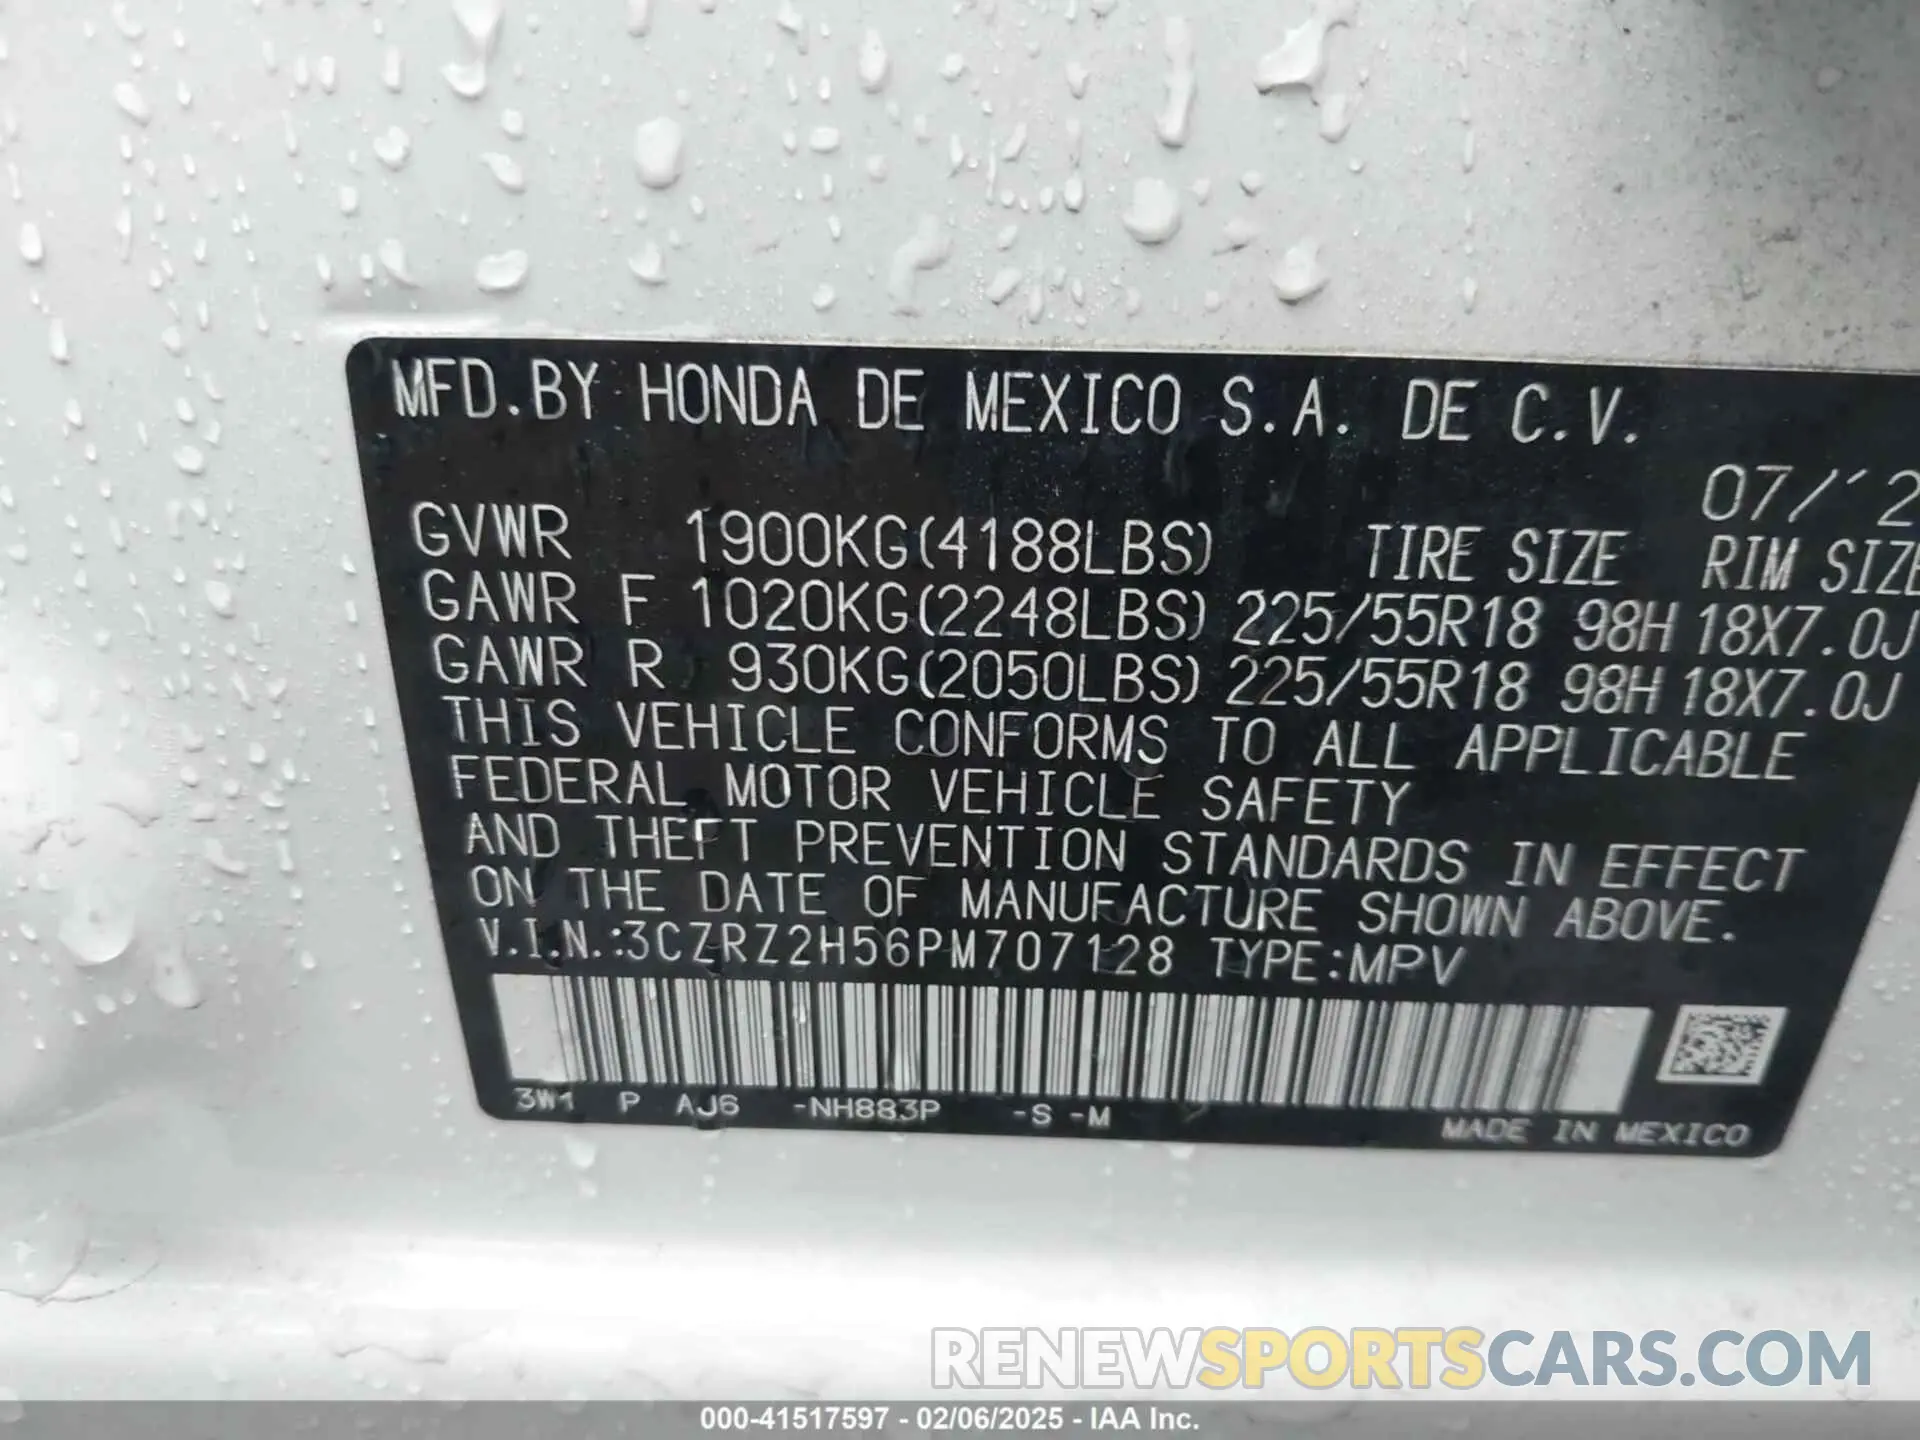 MFD.BY HONDA DE MEXICO S.A. DE C.V.
07/'2
GVWR 1900KG(4188LBS) TIRE SIZE RIM SIZE
GAWR F 1020KG(2248LBS) 225/55R18 98H 18X7.0J
GAWR R 930KG(2050LBS) 225/55R18 98H 18X7.0J
THIS VEHICLE CONFORMS TO ALL APPLICABLE
FEDERAL MOTOR VEHICLE SAFETY
AND THEFT PREVENTION STANDARDS IN EFFECT
ON THE DATE OF MANUFACTURE SHOWN ABOVE.
V.I.N.:3CZRZ2H56PM707128 TYPE:MPV
3W1 P AJ6 -NH883P -S -M
MADE IN MEXICO
RENEWSPORTSCARS.COM
000-41517597 - 02/06/2025 - IAA Inc.